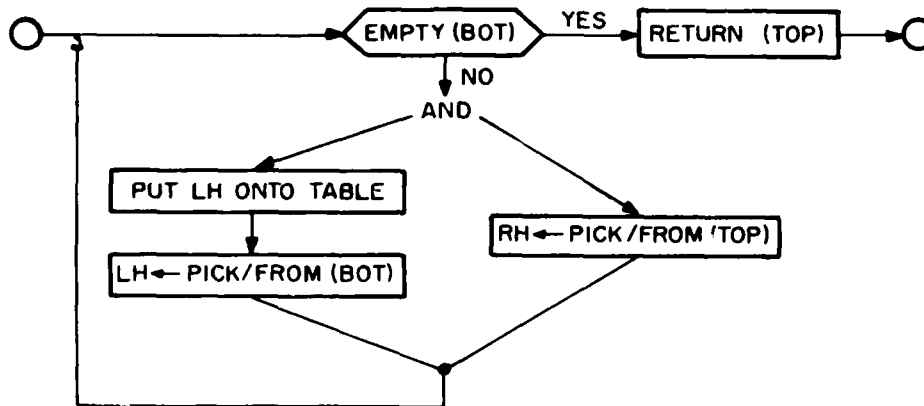 EMPTY (BOT)
YES
RETURN (TOP)
NO
AND
PUT LH ONTO TABLE
RH← PICK/FROM (TOP)
LH← PICK/FROM (BOT)